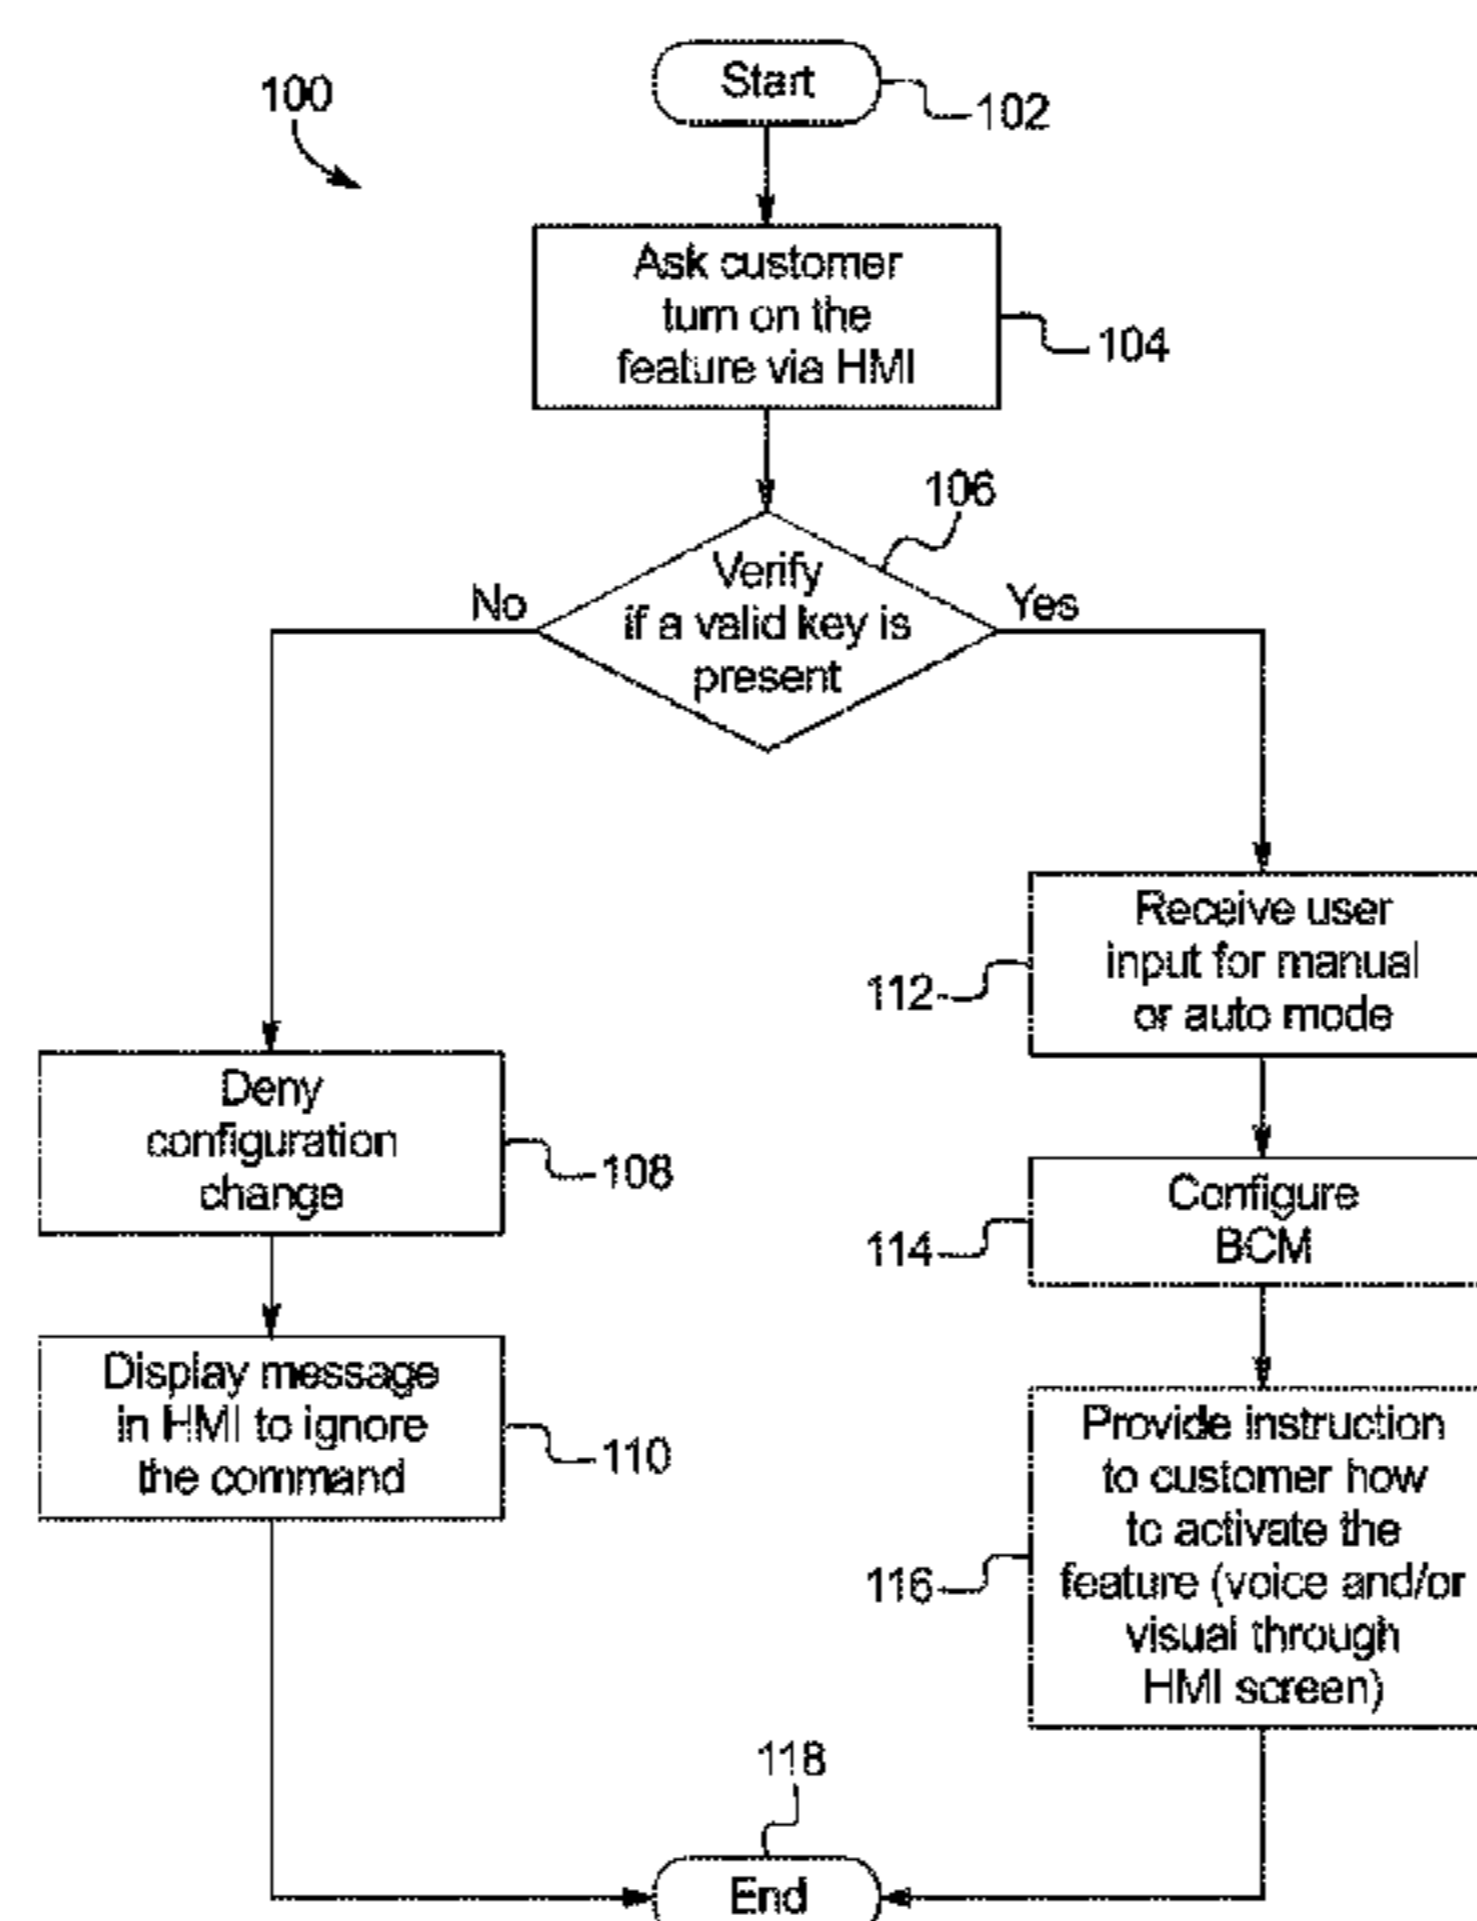 Start
100
102
Ask customer
turn on the
feature via HMI
104
106
Verify
if a valid key is
present
No
Yes
Receive user
input for manual
or auto mode
112
Deny
configuration
change
108
Configure
BCM
114
Display message
in HMI to ignore
the command
110
Provide instruction
to customer how
to activate the
feature (voice and/or
visual through
HMI screen)
116
118
End